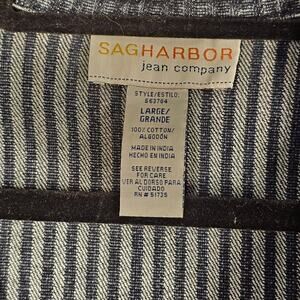 SAGHARBOR
jean company
STYLE/ESTILO:
S63704
LARGE/
GRANDE
100% COTTON/
ALGODÓN
MADE IN INDIA
HECHO EN INDIA
SEE REVERSE
FOR CARE
VER AL DORSO PARA
CUIDADO
RN # 51735